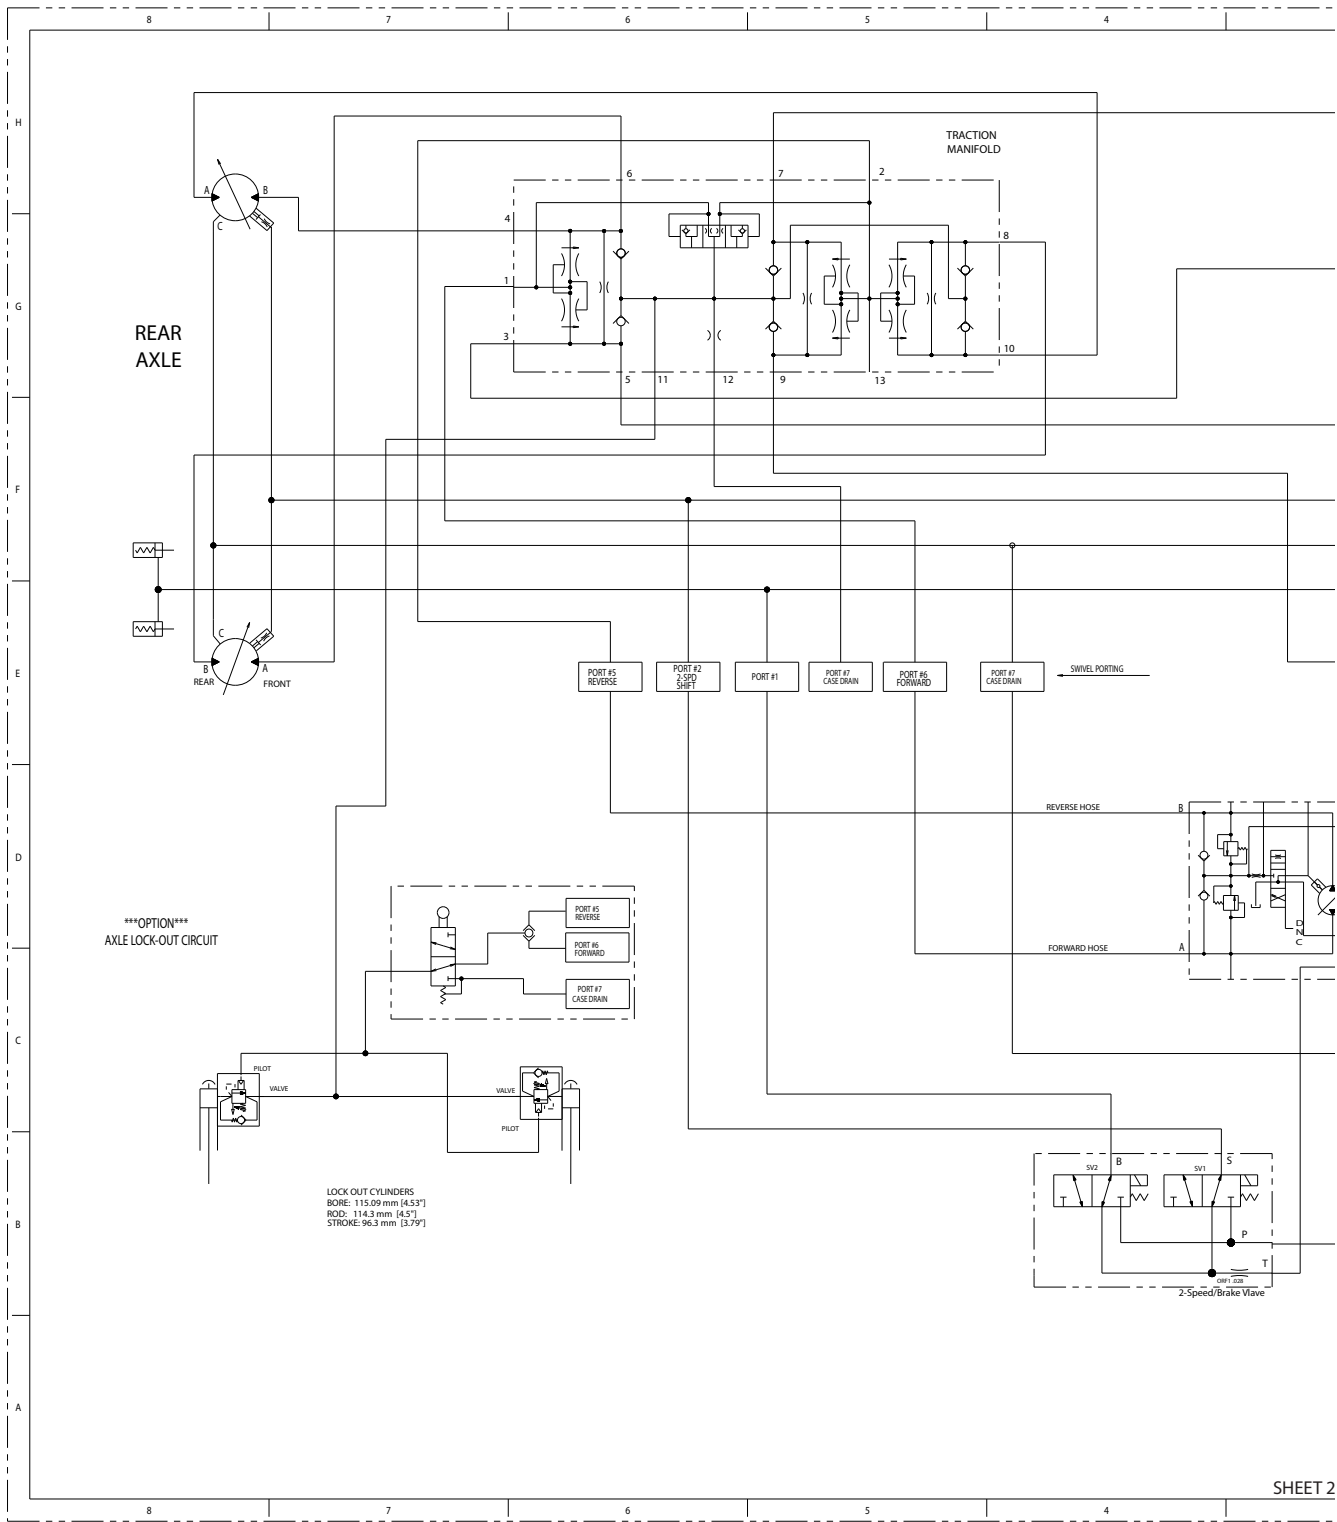 8 7 6 5 4
H
TRACTION
MANIFOLD
6 7 2
A B
C
4
8
1
G
REAR
AXLE
3
10
5 11 12 9 13
F
C
B A
REAR FRONT
E
PORT #5
REVERSE
PORT #2
2-SPD
SHIFT
PORT #1
PORT #7
CASE DRAIN
PORT #6
FORWARD
PORT #7
CASE DRAIN
SWIVEL PORTING
REVERSE HOSE B
D
***OPTION***
AXLE LOCK-OUT CIRCUIT
PORT #5
REVERSE
PORT #6
FORWARD
PORT #7
CASE DRAIN
D
N
C
FORWARD HOSE A
C
PILOT
VALVE
VALVE
PILOT
SV2 B SV1 S
LOCK OUT CYLINDERS
BORE: 115.09 mm [4.53"]
ROD: 114.3 mm [4.5"]
STROKE: 96.3 mm [3.79"]
B
P
T
ORF1 .028
2-Speed/Brake Vlave
A
SHEET 2
8 7 6 5 4